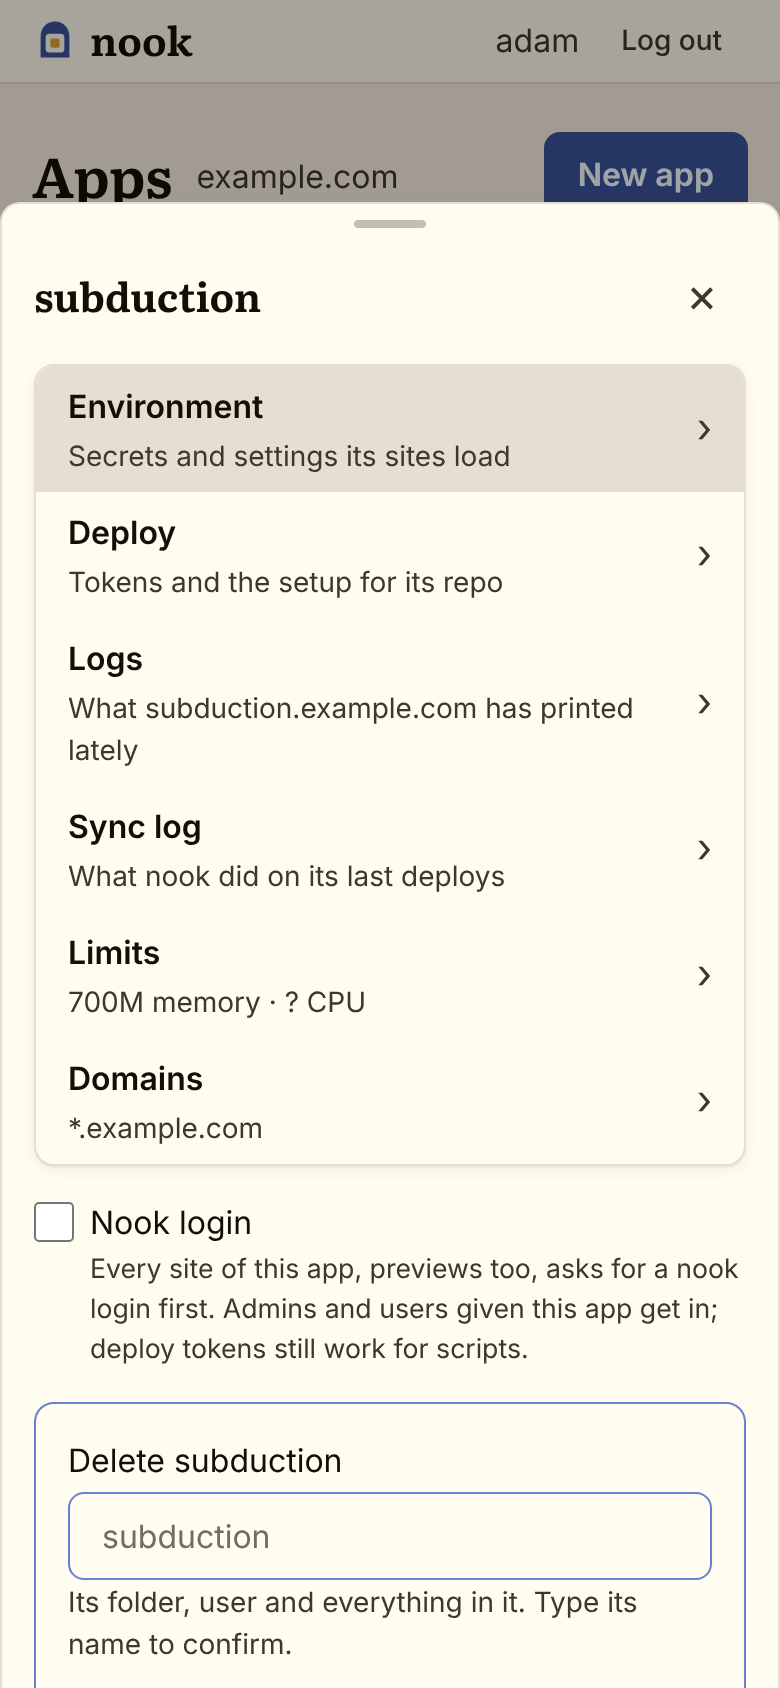 nook
adam
Log out
Apps
example.com
New app
subduction
Environment
Secrets and settings its sites load
Deploy
Tokens and the setup for its repo
Logs
What subduction.example.com has printed
lately
Sync log
What nook did on its last deploys
Limits
700M memory · ? CPU
Domains
*.example.com
Nook login
Every site of this app, previews too, asks for a nook
login first. Admins and users given this app get in;
deploy tokens still work for scripts.
Delete subduction
subduction
Its folder, user and everything in it. Type its
name to confirm.